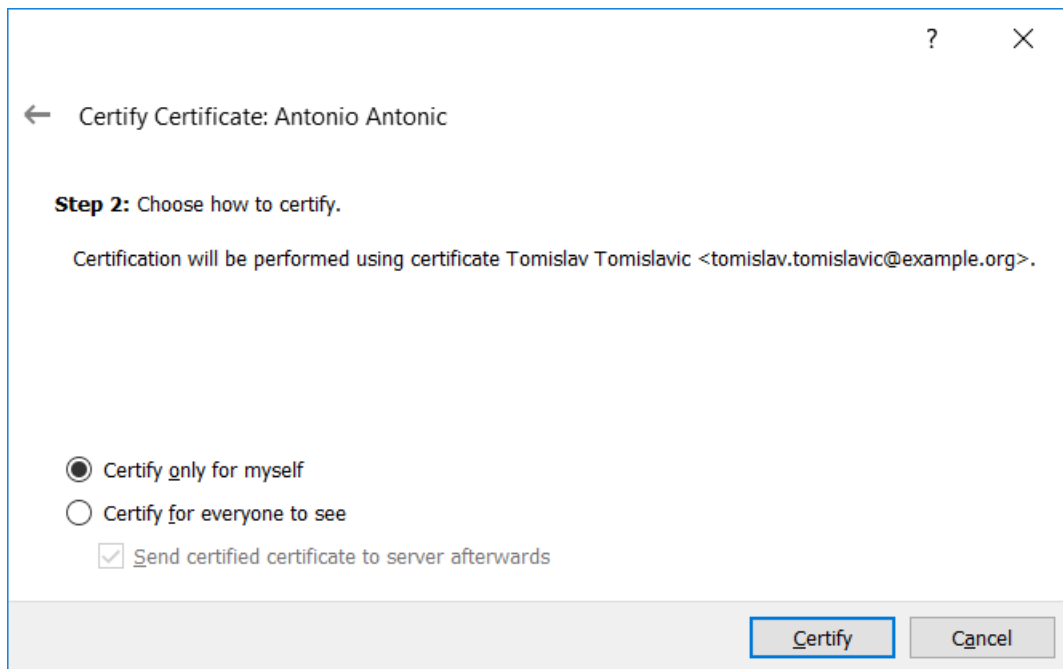 ?
Certify Certificate: Antonio Antonic
Step 2: Choose how to certify.
Certification will be performed using certificate Tomislav Tomislavic <tomislav.tomislavic@example.org>.
Certify only for myself
Certify for everyone to see
Send certified certificate to server afterwards
Certify Cancel